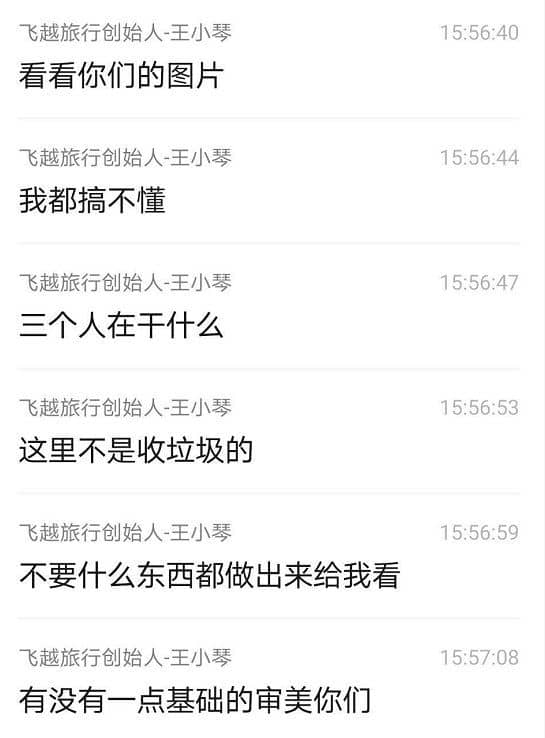 飞越旅行创始人-王小琴 15:56:40
看看你们的图片
飞越旅行创始人-王小琴 15:56:44
我都搞不懂
飞越旅行创始人-王小琴 15:56:47
三个人在干什么
飞越旅行创始人-王小琴 15:56:53
这里不是收垃圾的
飞越旅行创始人-王小琴 15:56:59
不要什么东西都做出来给我看
飞越旅行创始人-王小琴 15:57:08
有没有一点基础的审美你们